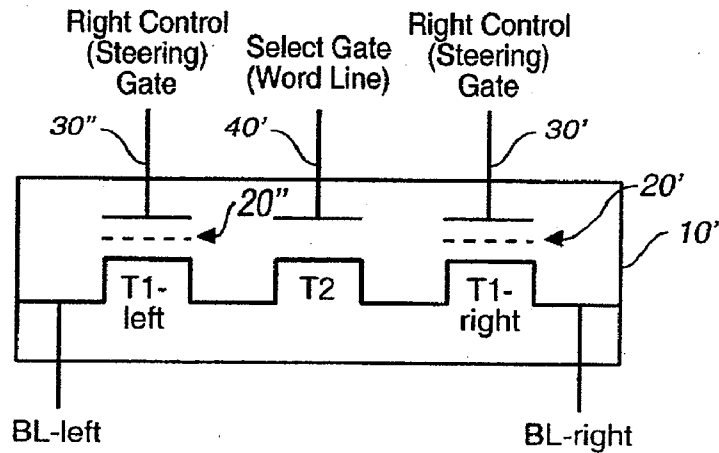 Right Control
(Steering)
Gate
Select Gate
(Word Line)
Right Control
(Steering)
Gate
30"
40'
30'
20"
20'
10'
T1-
left
T2
T1-
right
BL-left
BL-right